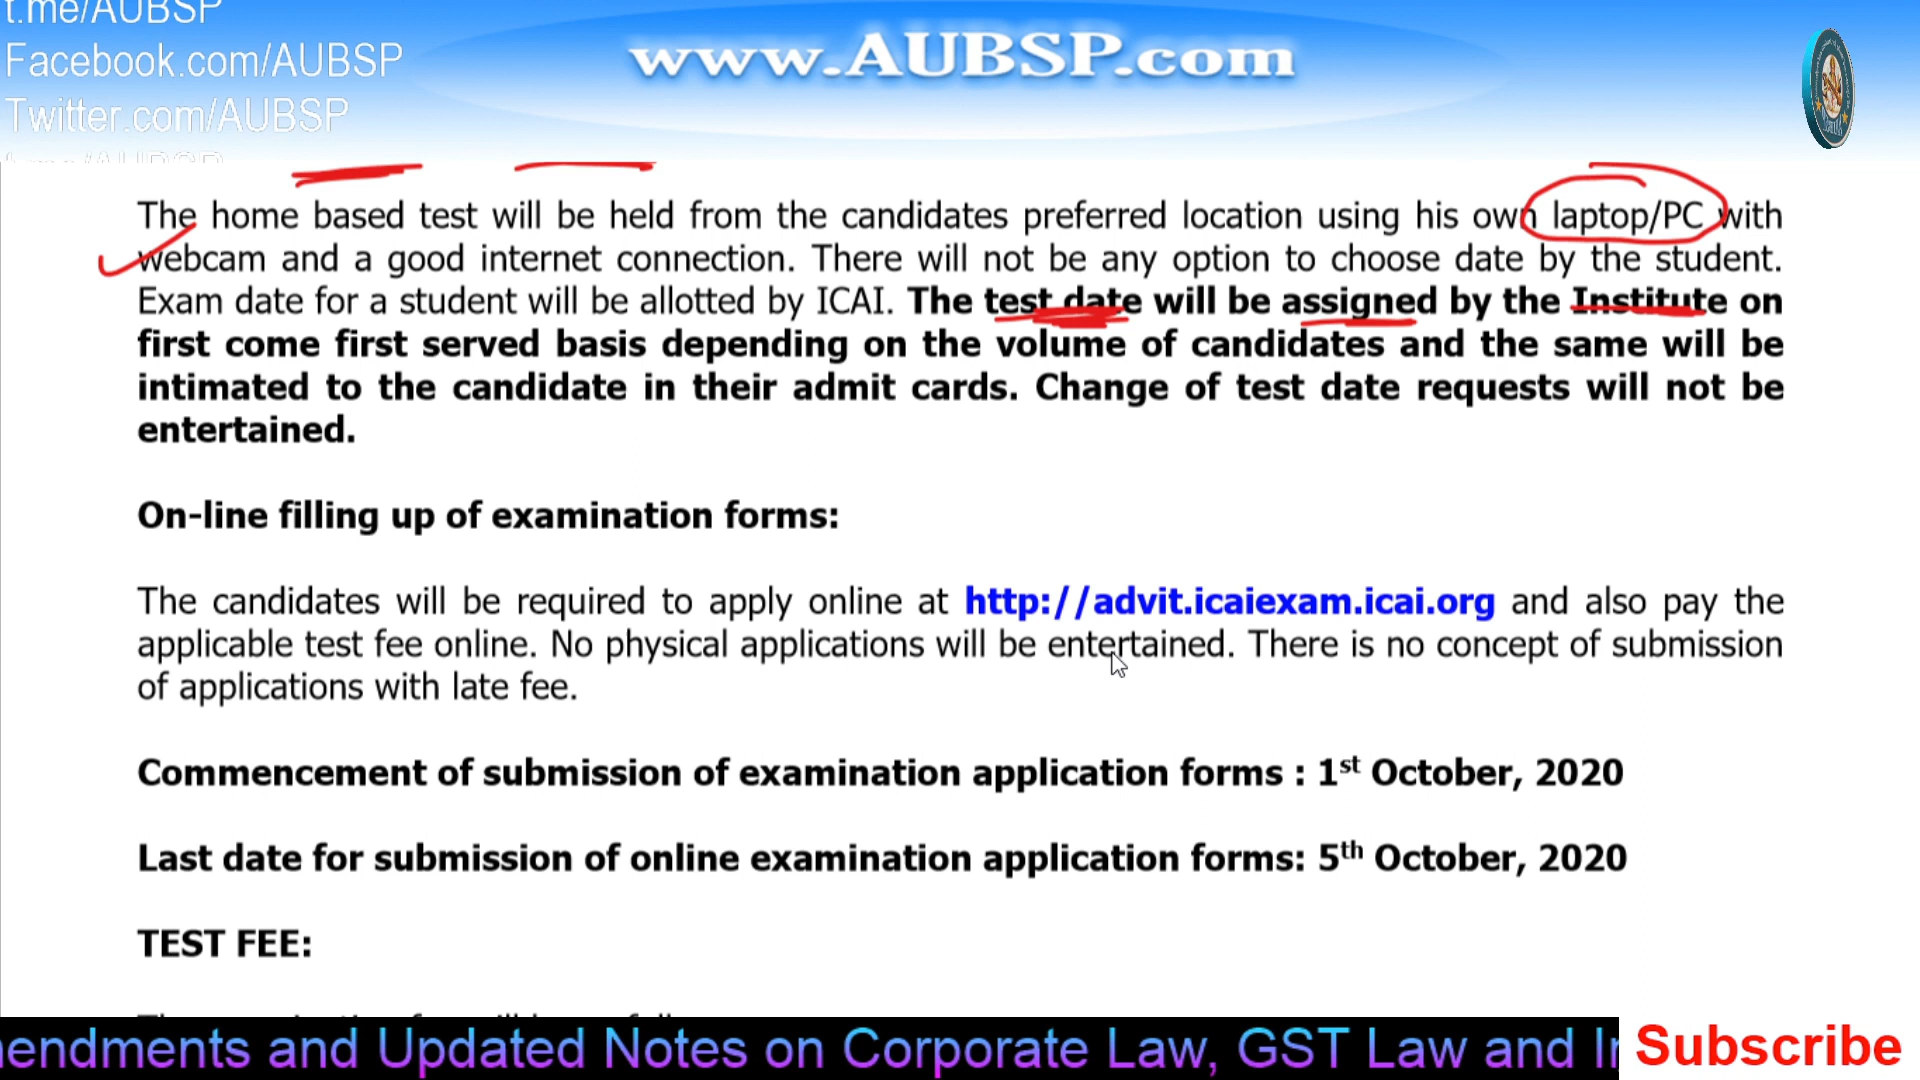 t.me/AUBSP
Facebook.com/AUBSP
Twitter.com/AUBSP
www.AUBSP.com
The home based test will be held from the candidates preferred location using his own laptop/PC with
webcam and a good internet connection. There will not be any option to choose date by the student.
Exam date for a student will be allotted by ICAI. The test date will be assigned by the Institute on
first come first served basis depending on the volume of candidates and the same will be
intimated to the candidate in their admit cards. Change of test date requests will not be
entertained.
On-line filling up of examination forms:
The candidates will be required to apply online at http://advit.icaiexam.icai.org and also pay the
applicable test fee online. No physical applications will be entertained. There is no concept of submission
of applications with late fee.
Commencement of submission of examination application forms : 1st October, 2020
Last date for submission of online examination application forms: 5th October, 2020
TEST FEE:
endments and Updated Notes on Corporate Law, GST Law and I
Subscribe